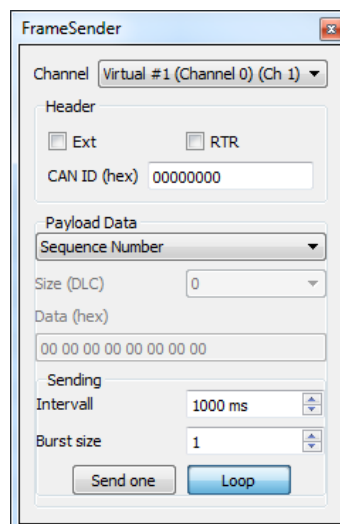 FrameSender
Channel Virtual #1 (Channel 0) (Ch 1)
Header
Ext RTR
CAN ID (hex) 00000000
Payload Data
Sequence Number
Size (DLC) 0
Data (hex)
00 00 00 00 00 00 00 00
Sending
Intervall 1000 ms
Burst size 1
Send one Loop